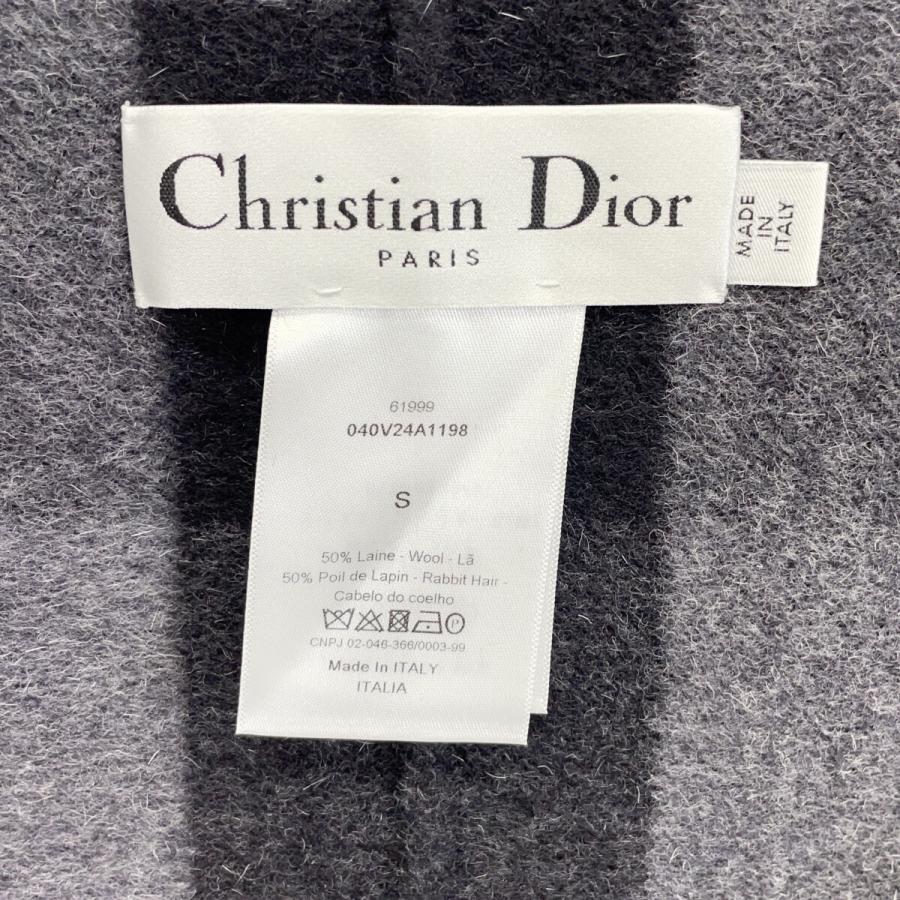 Christian Dior
PARIS
MADE
IN
ITALY
61999
040V24A1198
S
50% Laine - Wool - Lã
50% Poil de Lapin - Rabbit Hair -
Cabelo do coelho
P
CNPJ 02-046-366/0003-99
Made In ITALY
ITALIA